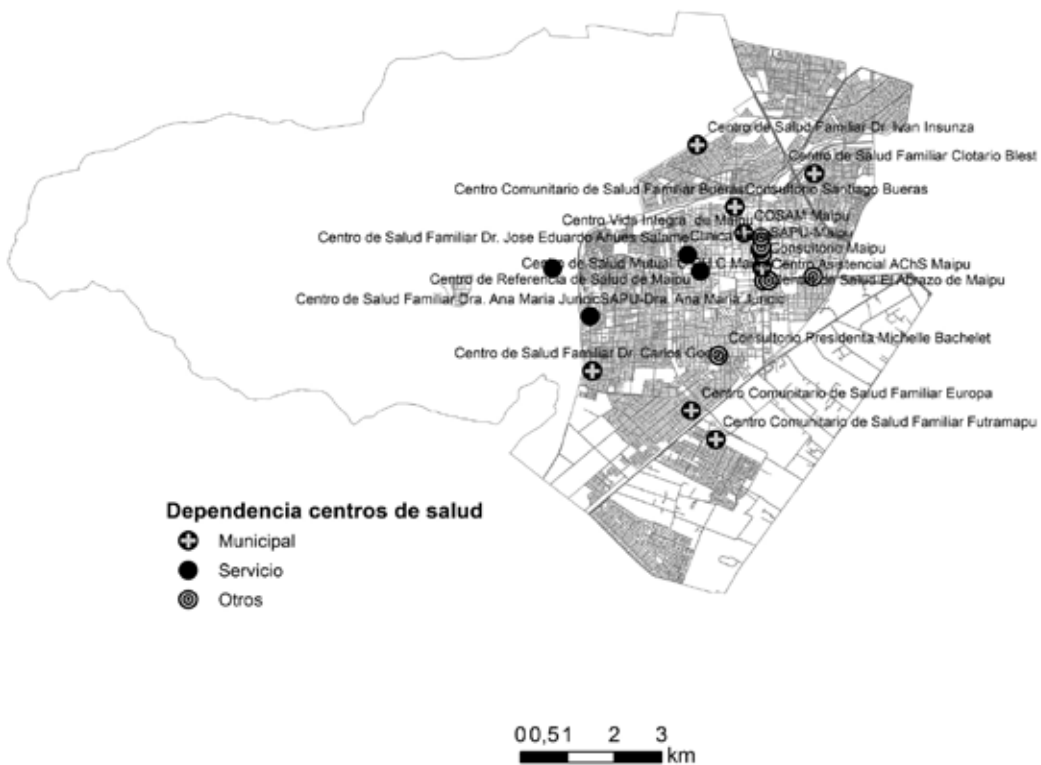 Centro de Salud Familiar Dr. Ivan Insunza
Centro de Salud Familiar Clotario Blest
Centro Comunitario de Salud Familiar Bueras
Consultorio Santiago Bueras
COSAM Maipu
Centro Vida Integral de Maipu
SAPU-Maipu
Centro de Salud Familiar Dr. Jose Eduardo Ahues Salame
Clinica
Consultorio Maipu
Centro de Salud Mutual
Centro Asistencial AChS Maipu
Centro de Referencia de Salud de Maipu
de Salud El Abrazo de Maipu
Centro de Salud Familiar Dra. Ana Maria Juricic
SAPU-Dra. Ana Maria Juricic
Consultorio Presidenta Michelle Bachelet
Centro de Salud Familiar Dr. Carlos
Centro Comunitario de Salud Familiar Europa
Centro Comunitario de Salud Familiar Futramapu
Dependencia centros de salud
Municipal
Servicio
Otros
0 0,5 1 2 3
km